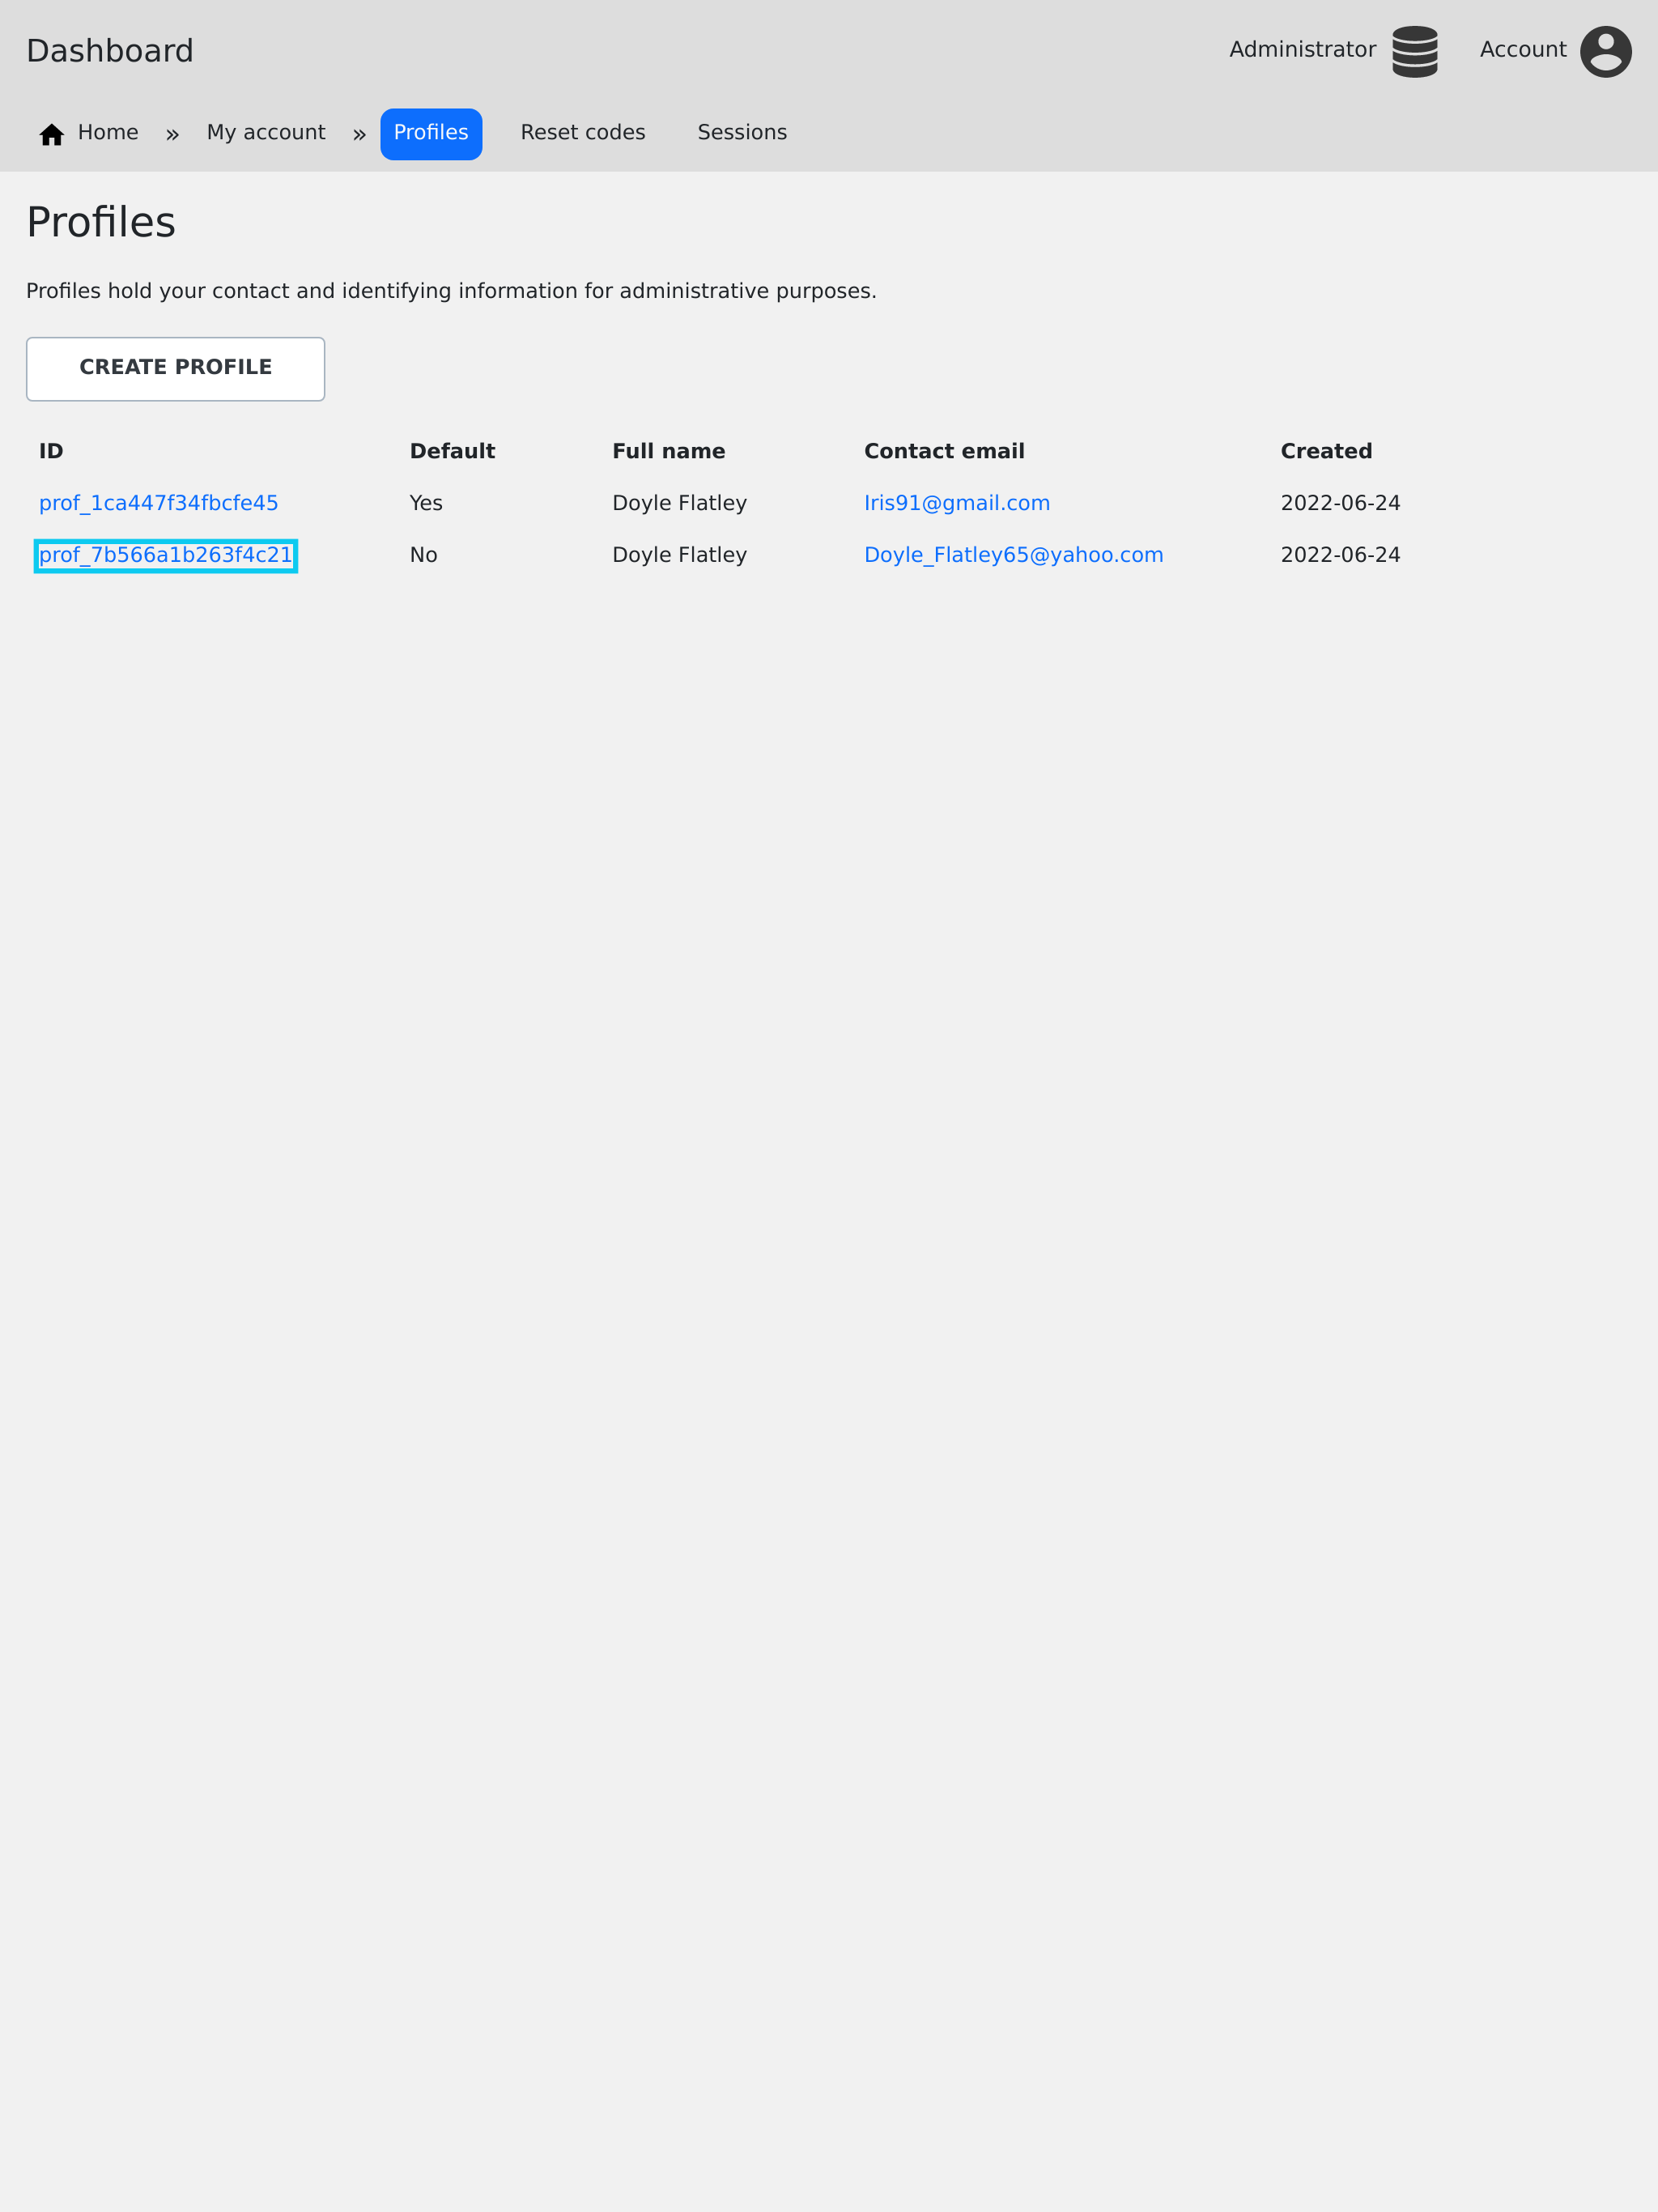 Dashboard
Administrator
Account
Home » My account » Profiles Reset codes Sessions
Profiles
Profiles hold your contact and identifying information for administrative purposes.
CREATE PROFILE
ID Default Full name Contact email Created
prof_1ca447f34fbcfe45 Yes Doyle Flatley Iris91@gmail.com 2022-06-24
prof_7b566a1b263f4c21 No Doyle Flatley Doyle_Flatley65@yahoo.com 2022-06-24